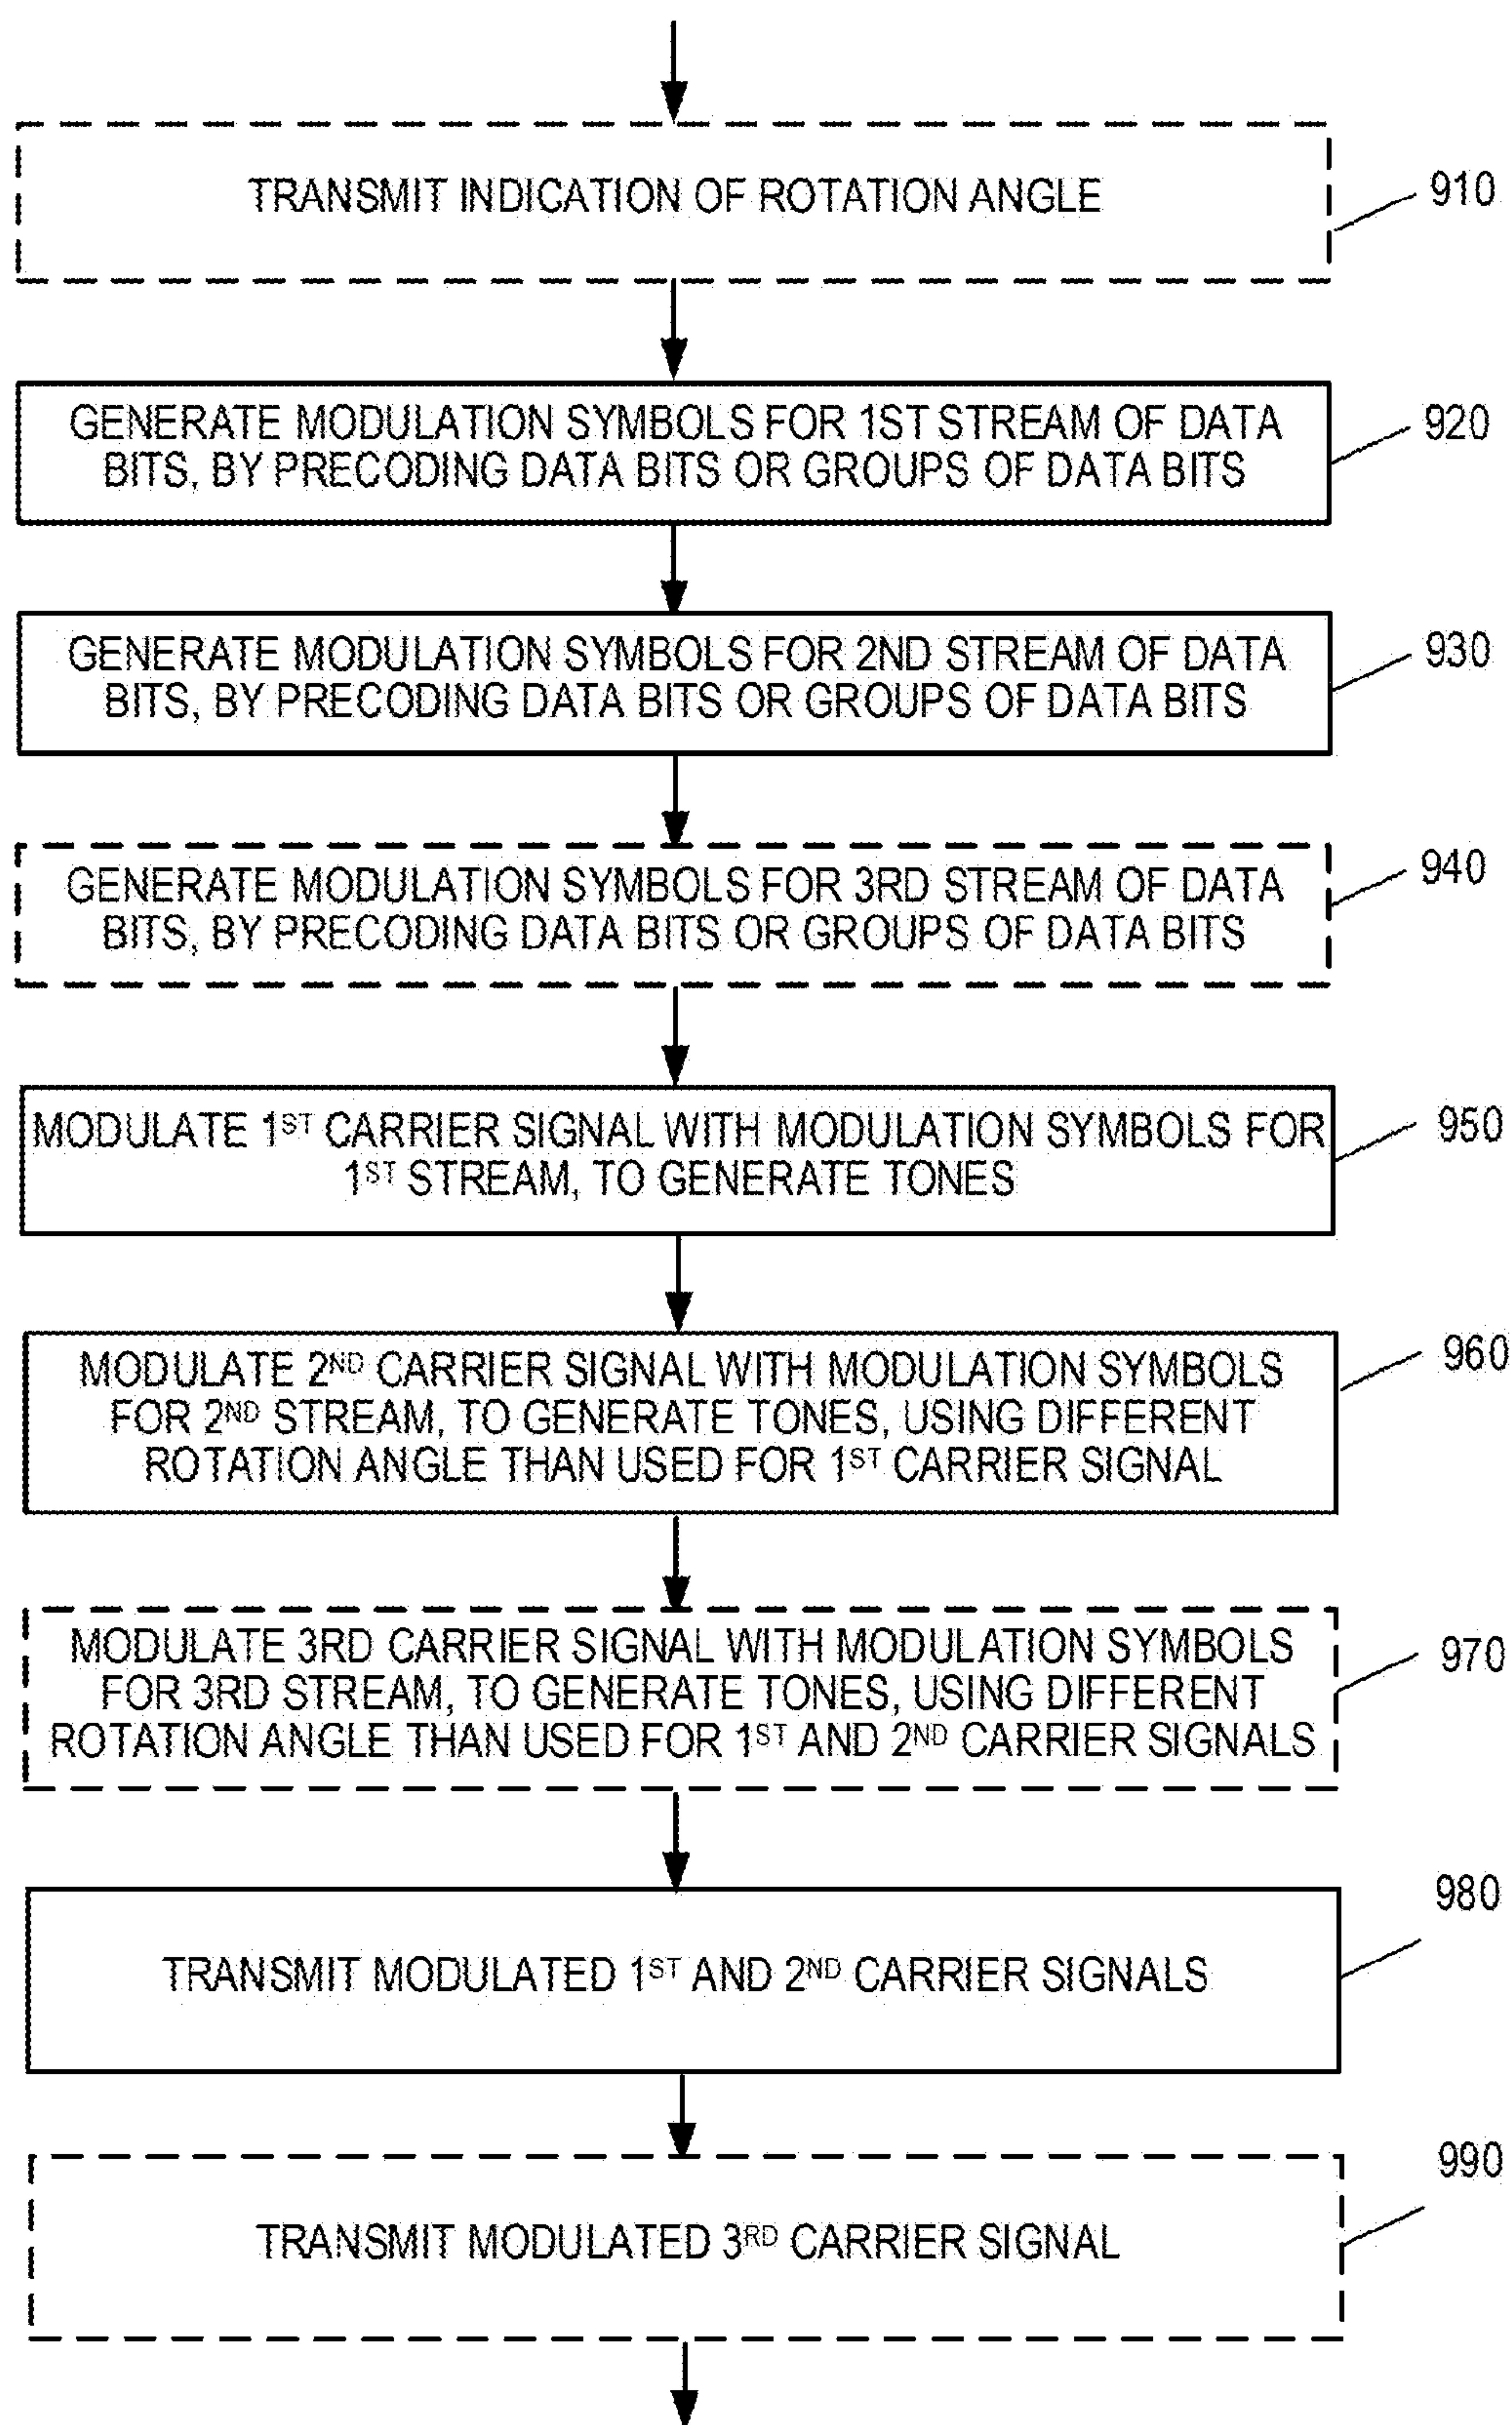 TRANSMIT INDICATION OF ROTATION ANGLE
910
GENERATE MODULATION SYMBOLS FOR 1ST STREAM OF DATA
BITS, BY PRECODING DATA BITS OR GROUPS OF DATA BITS
920
GENERATE MODULATION SYMBOLS FOR 2ND STREAM OF DATA
BITS, BY PRECODING DATA BITS OR GROUPS OF DATA BITS
930
GENERATE MODULATION SYMBOLS FOR 3RD STREAM OF DATA
BITS, BY PRECODING DATA BITS OR GROUPS OF DATA BITS
940
MODULATE 1ST CARRIER SIGNAL WITH MODULATION SYMBOLS FOR
1ST STREAM, TO GENERATE TONES
950
MODULATE 2ND CARRIER SIGNAL WITH MODULATION SYMBOLS
FOR 2ND STREAM, TO GENERATE TONES, USING DIFFERENT
ROTATION ANGLE THAN USED FOR 1ST CARRIER SIGNAL
960
MODULATE 3RD CARRIER SIGNAL WITH MODULATION SYMBOLS
FOR 3RD STREAM, TO GENERATE TONES, USING DIFFERENT
ROTATION ANGLE THAN USED FOR 1ST AND 2ND CARRIER SIGNALS
970
TRANSMIT MODULATED 1ST AND 2ND CARRIER SIGNALS
980
TRANSMIT MODULATED 3RD CARRIER SIGNAL
990